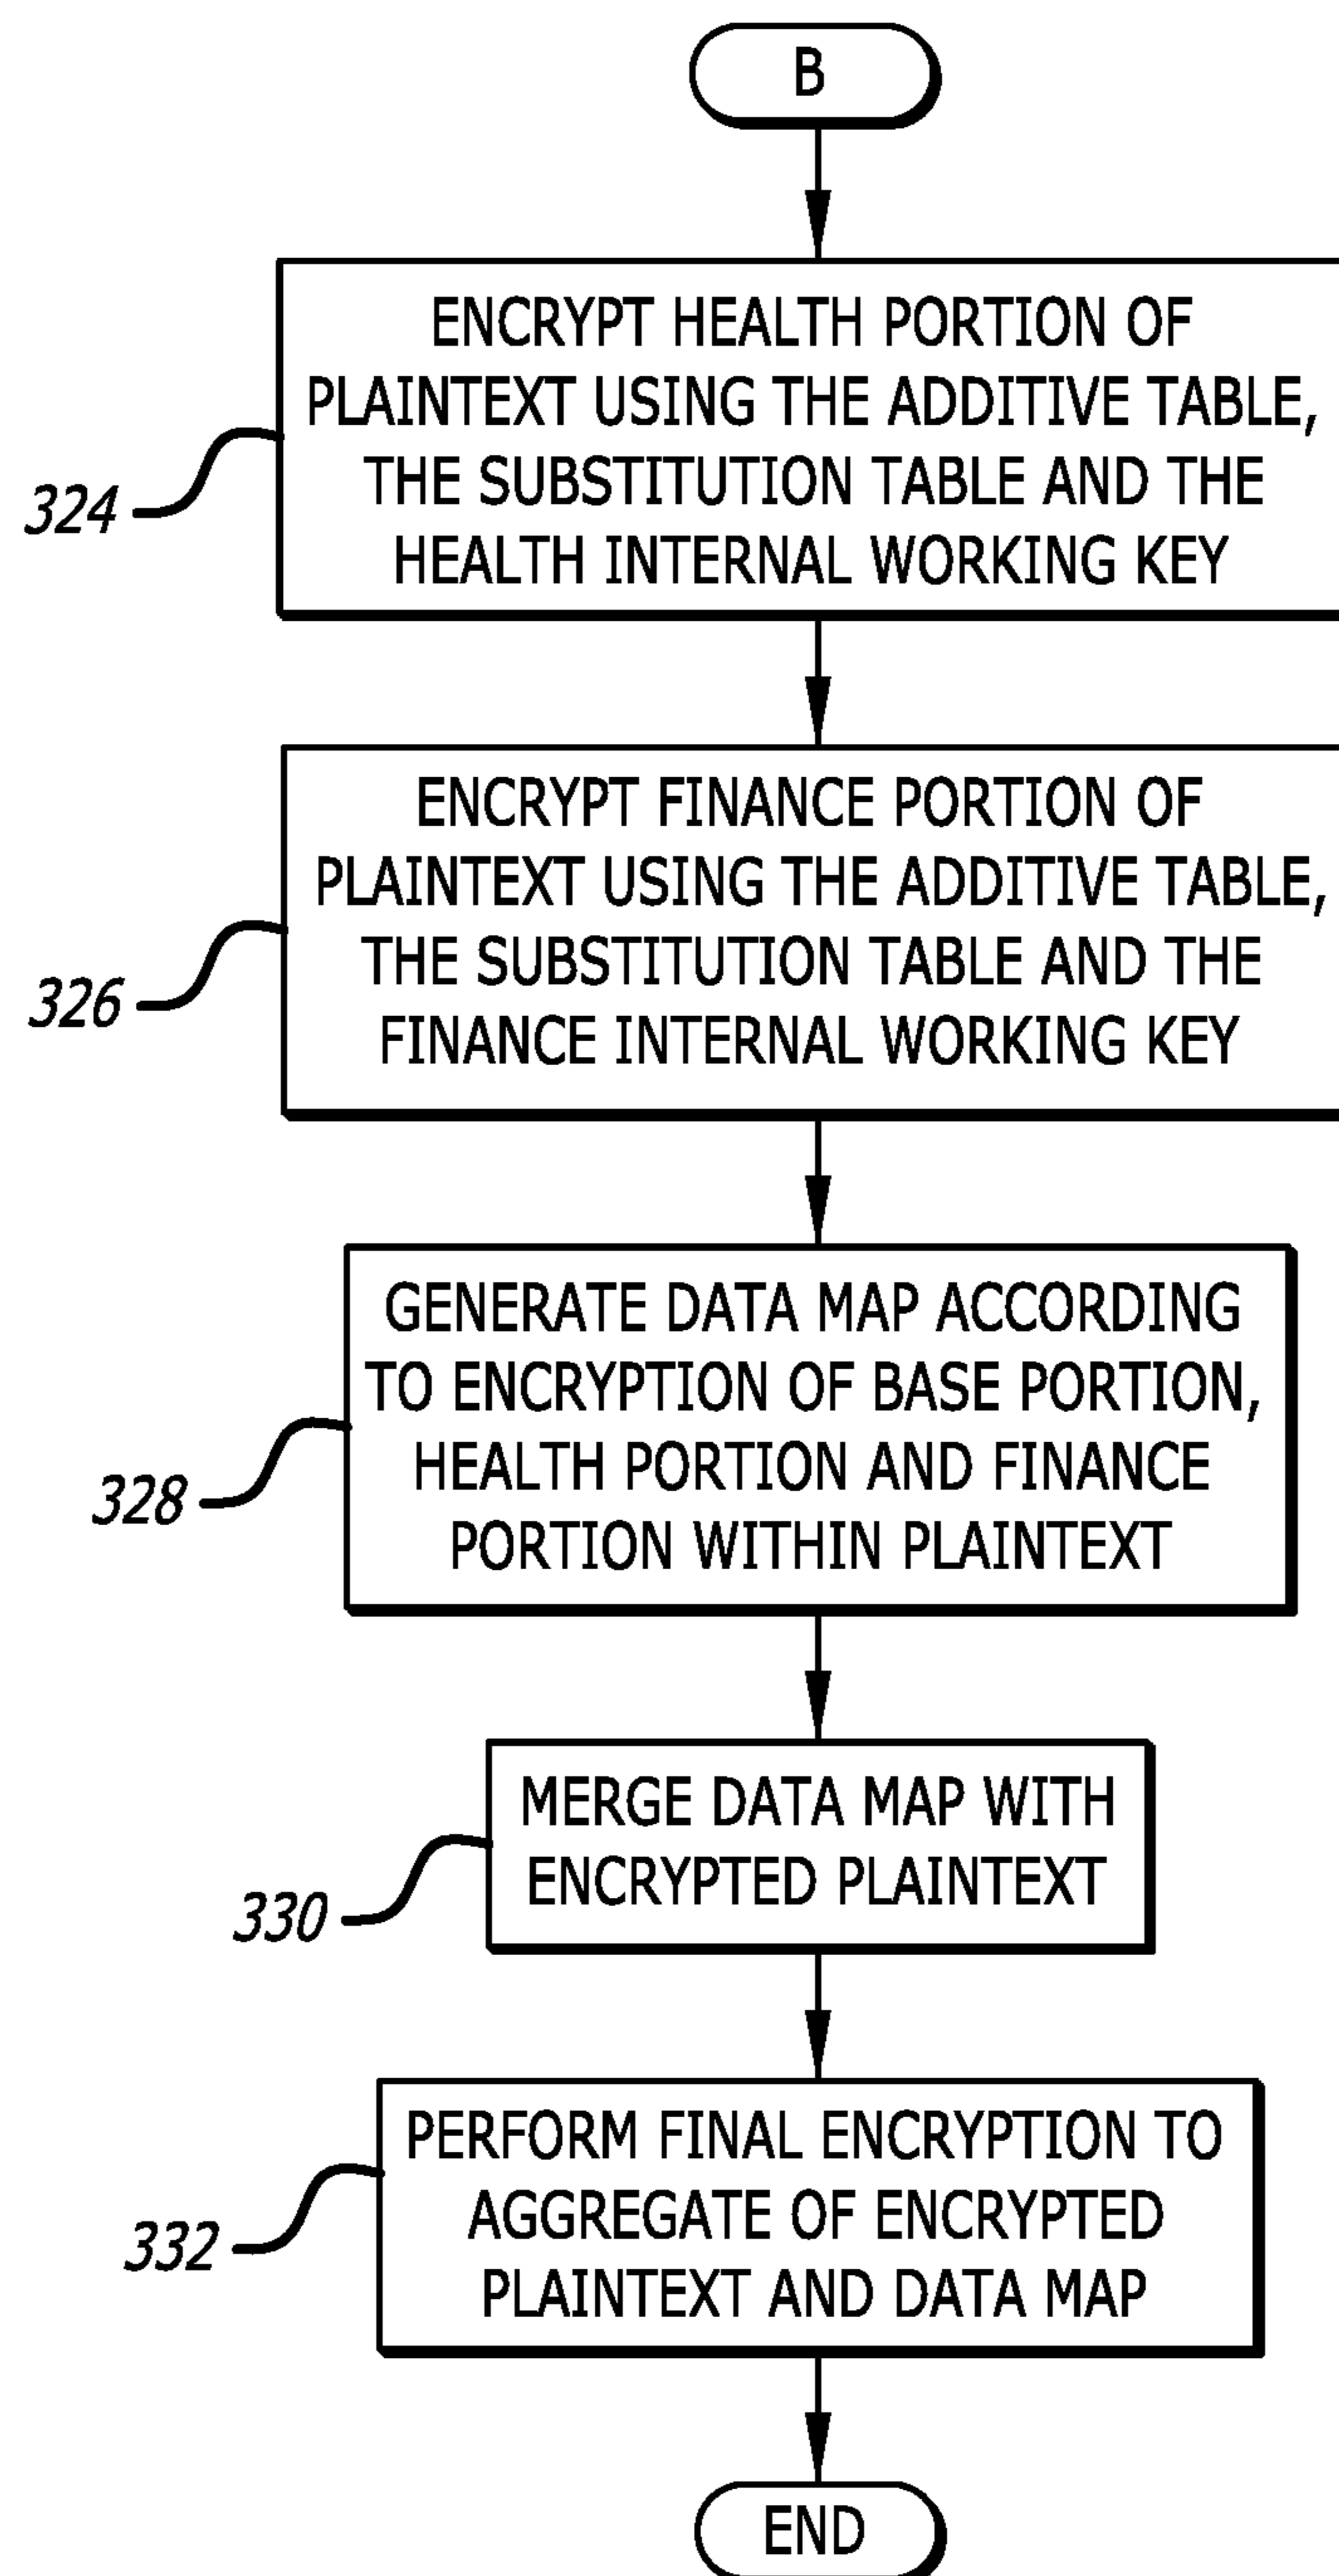 B
ENCRYPT HEALTH PORTION OF
PLAINTEXT USING THE ADDITIVE TABLE,
THE SUBSTITUTION TABLE AND THE
HEALTH INTERNAL WORKING KEY
324
ENCRYPT FINANCE PORTION OF
PLAINTEXT USING THE ADDITIVE TABLE,
THE SUBSTITUTION TABLE AND THE
FINANCE INTERNAL WORKING KEY
326
GENERATE DATA MAP ACCORDING
TO ENCRYPTION OF BASE PORTION,
HEALTH PORTION AND FINANCE
PORTION WITHIN PLAINTEXT
328
MERGE DATA MAP WITH
ENCRYPTED PLAINTEXT
330
PERFORM FINAL ENCRYPTION TO
AGGREGATE OF ENCRYPTED
PLAINTEXT AND DATA MAP
332
END